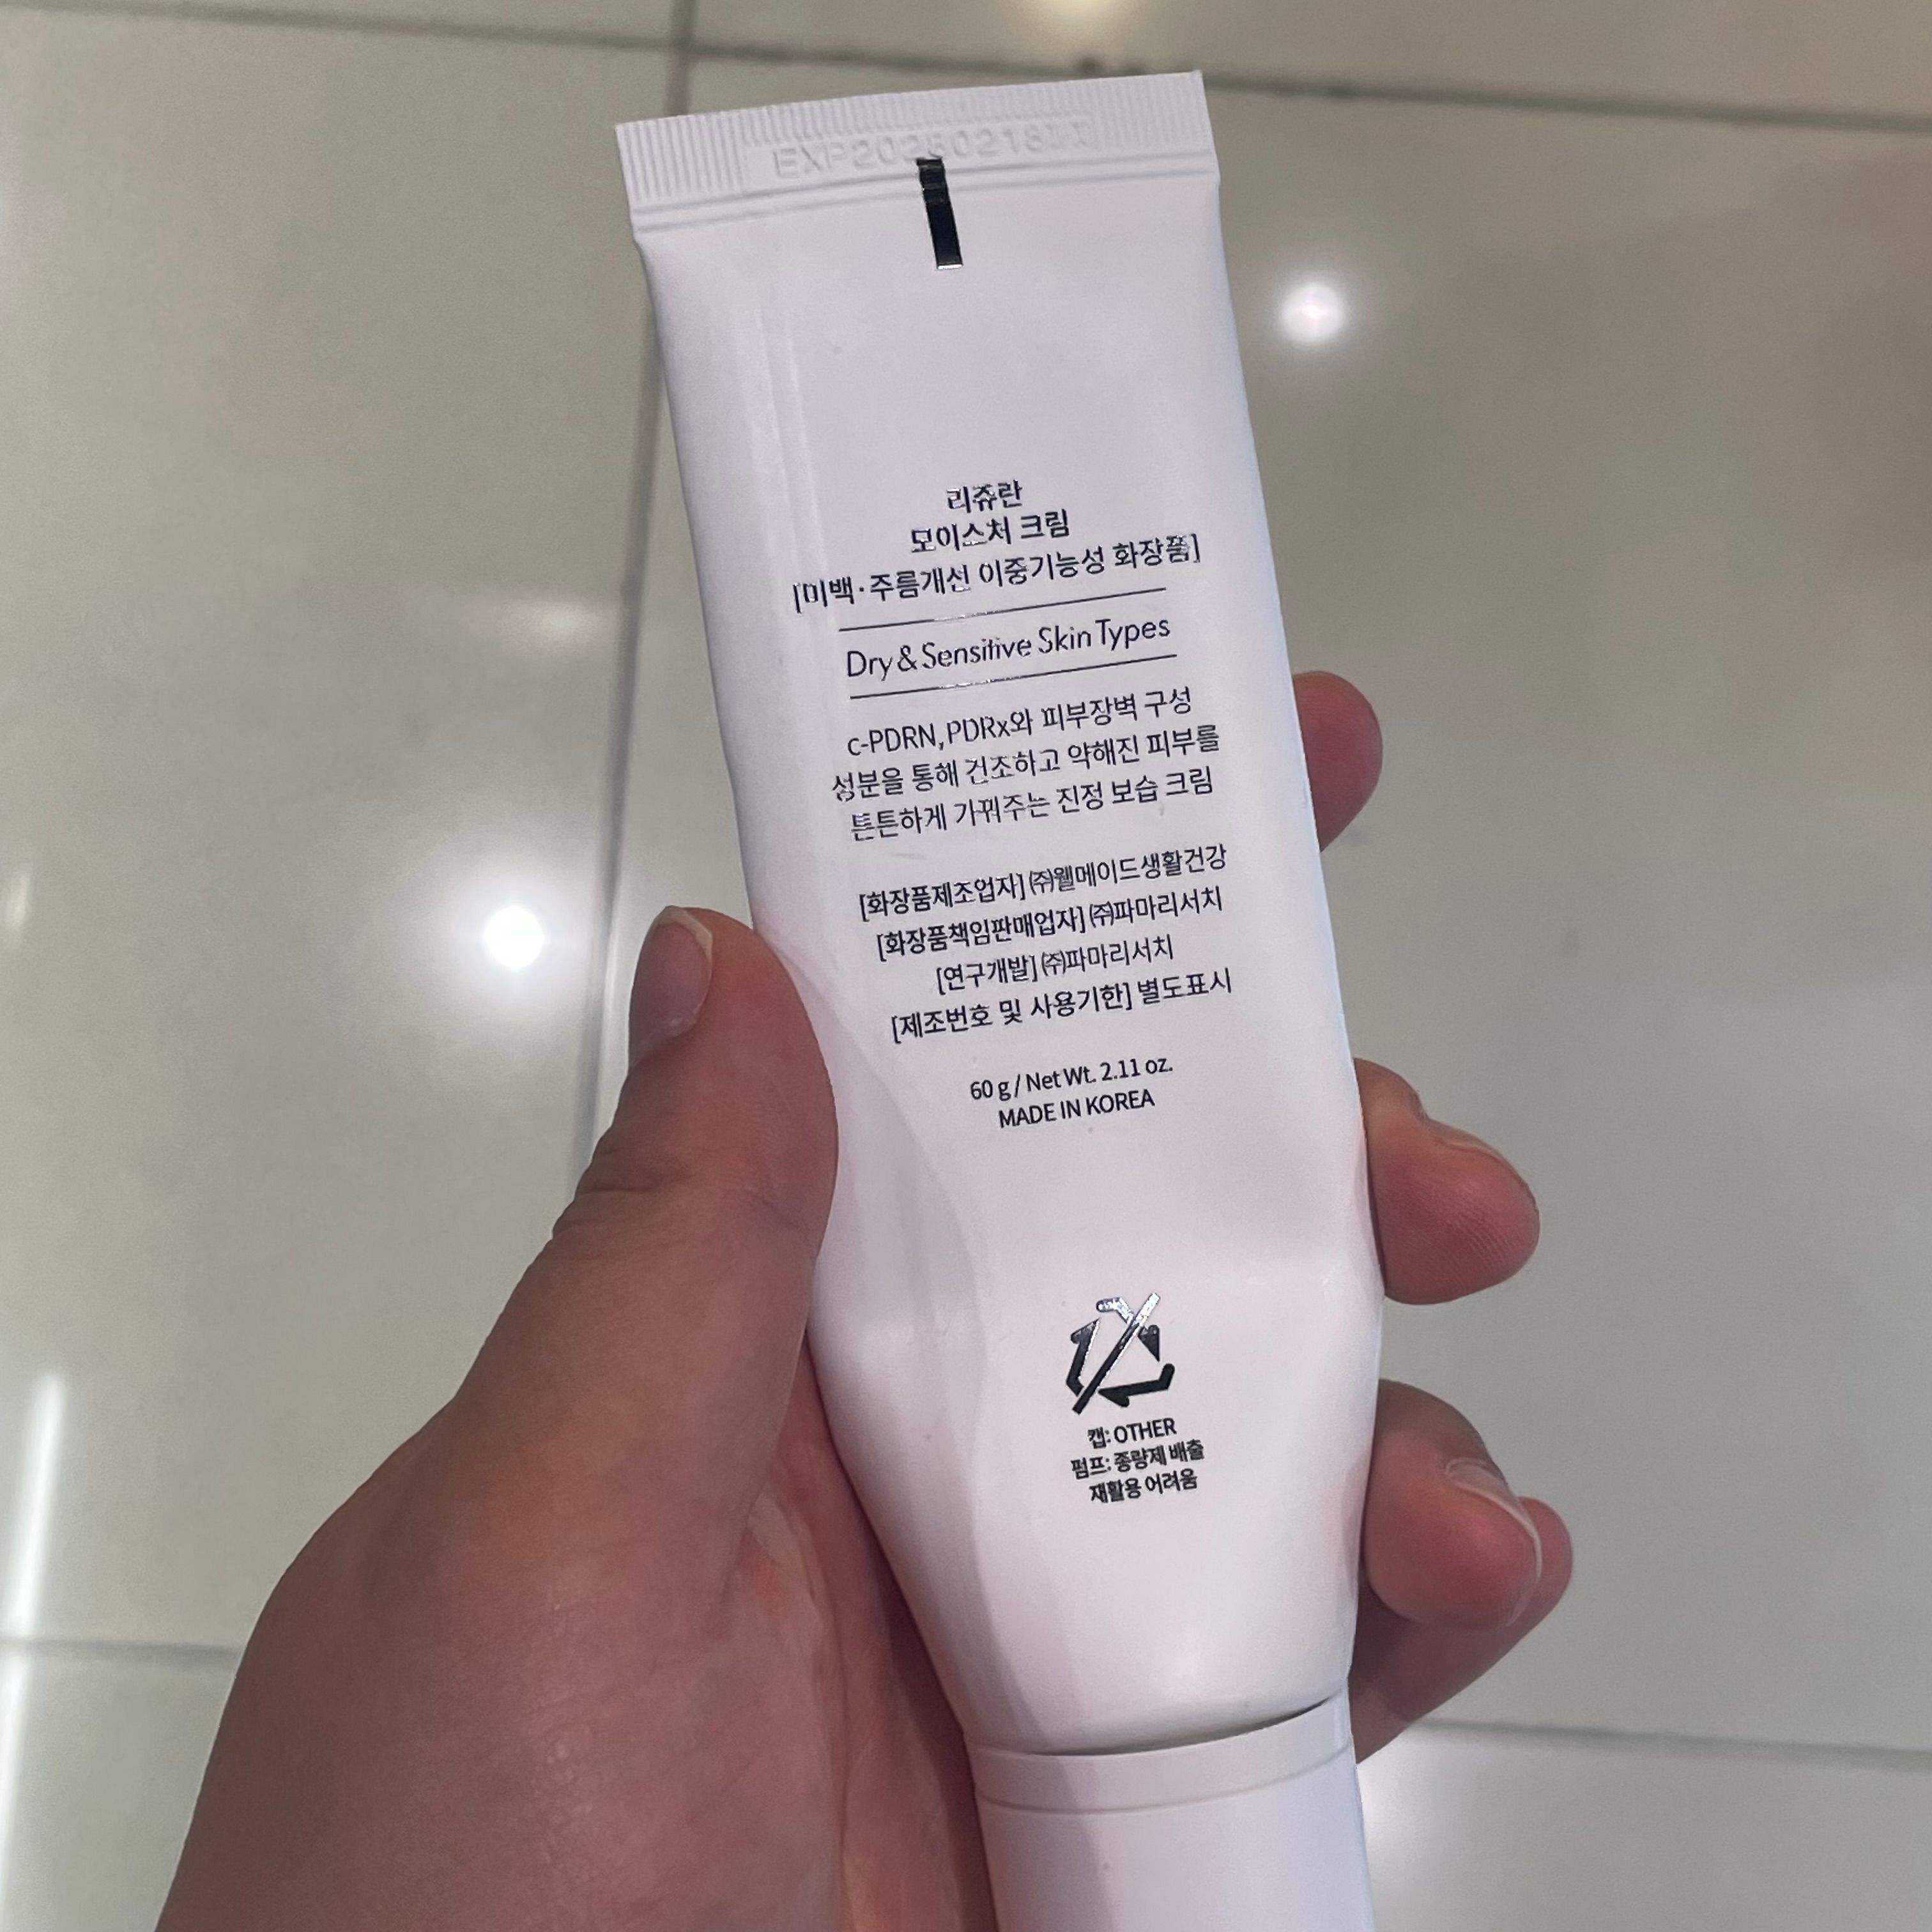 리쥬란
모이스처 크림
[미백·주름개선 이중기능성 화장품]
Dry & Sensitive Skin Types
c-PDRN, PDRx와 피부장벽 구성
성분을 통해 건조하고 약해진 피부를
튼튼하게 가꿔주는 진정 보습 크림
[화장품제조업자] ㈜웰메이드생활건강
[화장품책임판매업자] ㈜파마리서치
[연구개발] ㈜파마리서치
[제조번호 및 사용기한] 별도표시
60 g / Net Wt. 2.11 oz.
MADE IN KOREA
캡: OTHER
펌프: 종량제 배출
재활용 어려움